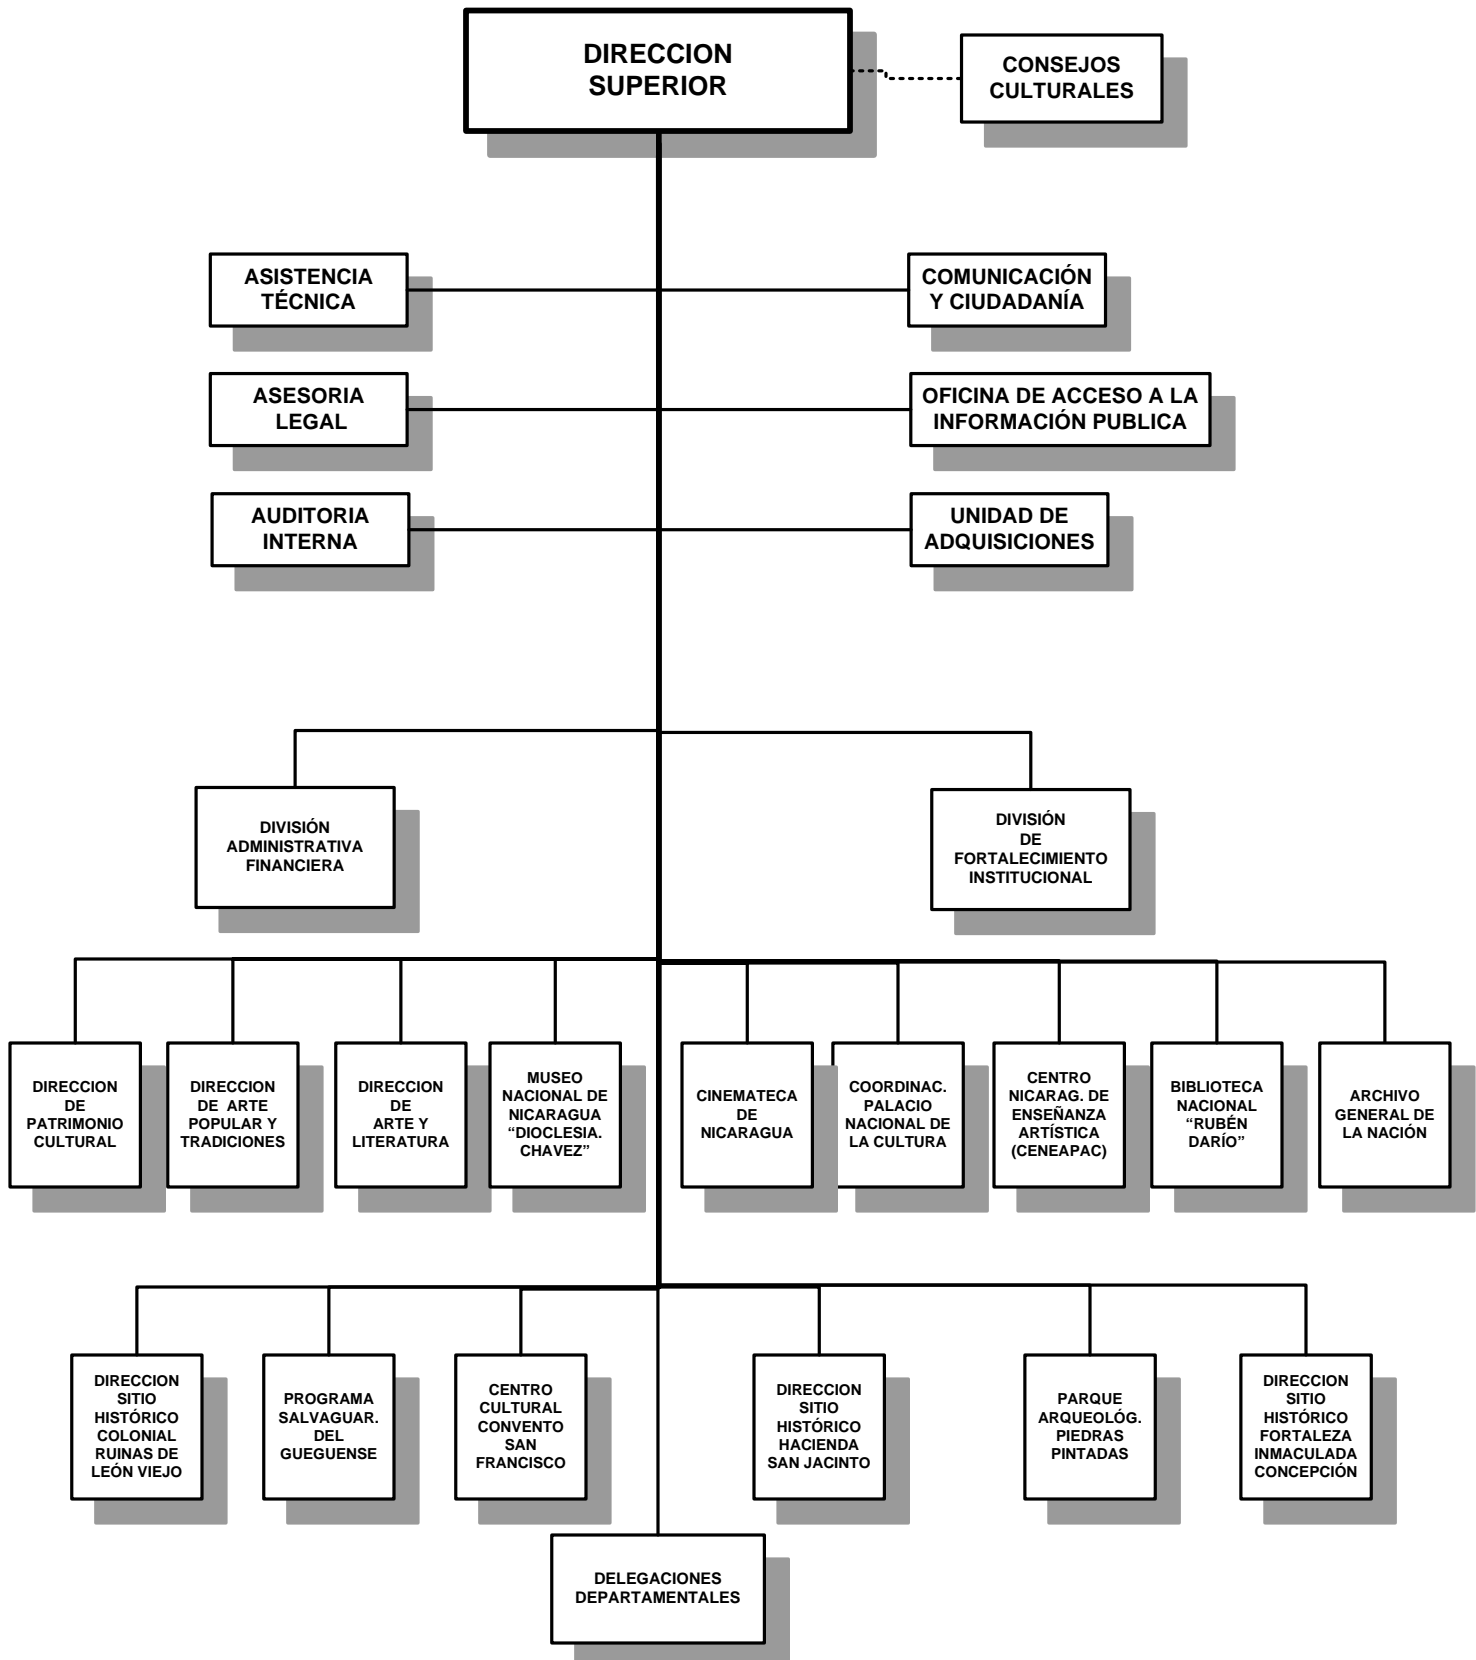 DIRECCION
SUPERIOR
CONSEJOS
CULTURALES
ASISTENCIA
TÉCNICA
COMUNICACIÓN
Y CIUDADANÍA
ASESORIA
LEGAL
OFICINA DE ACCESO A LA
INFORMACIÓN PUBLICA
AUDITORIA
INTERNA
UNIDAD DE
ADQUISICIONES
DIVISIÓN
ADMINISTRATIVA
FINANCIERA
DIVISIÓN
DE
FORTALECIMIENTO
INSTITUCIONAL
DIRECCION
DE
PATRIMONIO
CULTURAL
DIRECCION
DE ARTE
POPULAR Y
TRADICIONES
DIRECCION
DE
ARTE Y
LITERATURA
MUSEO
NACIONAL DE
NICARAGUA
“DIOCLESIA.
CHAVEZ”
CINEMATECA
DE
NICARAGUA
COORDINAC.
PALACIO
NACIONAL DE
LA CULTURA
CENTRO
NICARAG. DE
ENSEÑANZA
ARTÍSTICA
(CENEAPAC)
BIBLIOTECA
NACIONAL
“RUBÉN
DARÍO”
ARCHIVO
GENERAL DE
LA NACIÓN
DIRECCION
SITIO
HISTÓRICO
COLONIAL
RUINAS DE
LEÓN VIEJO
PROGRAMA
SALVAGUAR.
DEL
GUEGUENSE
CENTRO
CULTURAL
CONVENTO
SAN
FRANCISCO
DIRECCION
SITIO
HISTÓRICO
HACIENDA
SAN JACINTO
PARQUE
ARQUEOLÓG.
PIEDRAS
PINTADAS
DIRECCION
SITIO
HISTÓRICO
FORTALEZA
INMACULADA
CONCEPCIÓN
DELEGACIONES
DEPARTAMENTALES